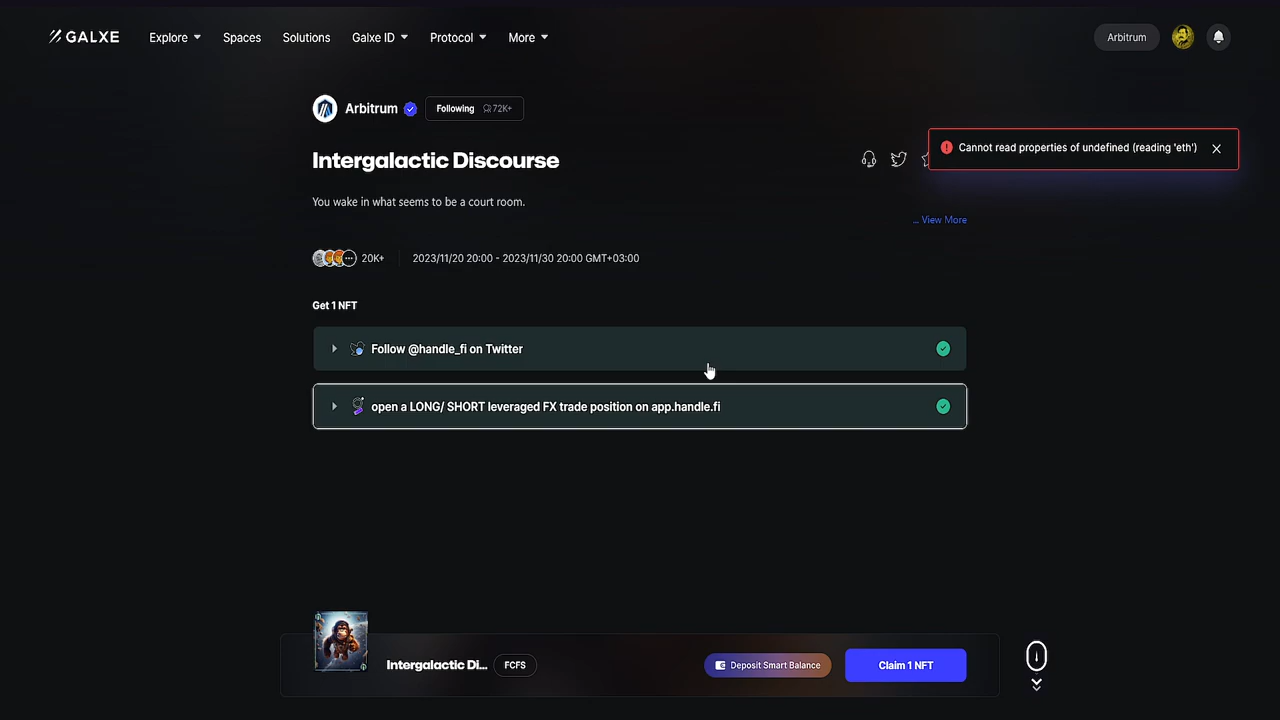 GALXE
Explore
Spaces
Solutions
Galxe ID
Protocol
More
Arbitrum
Arbitrum
Following 72K+
Cannot read properties of undefined (reading 'eth')
Intergalactic Discourse
You wake in what seems to be a court room.
... View More
20K+
2023/11/20 20:00 - 2023/11/30 20:00 GMT+03:00
Get 1 NFT
Follow @handle_fi on Twitter
open a LONG/ SHORT leveraged FX trade position on app.handle.fi
Intergalactic Di...
FCFS
Deposit Smart Balance
Claim 1 NFT